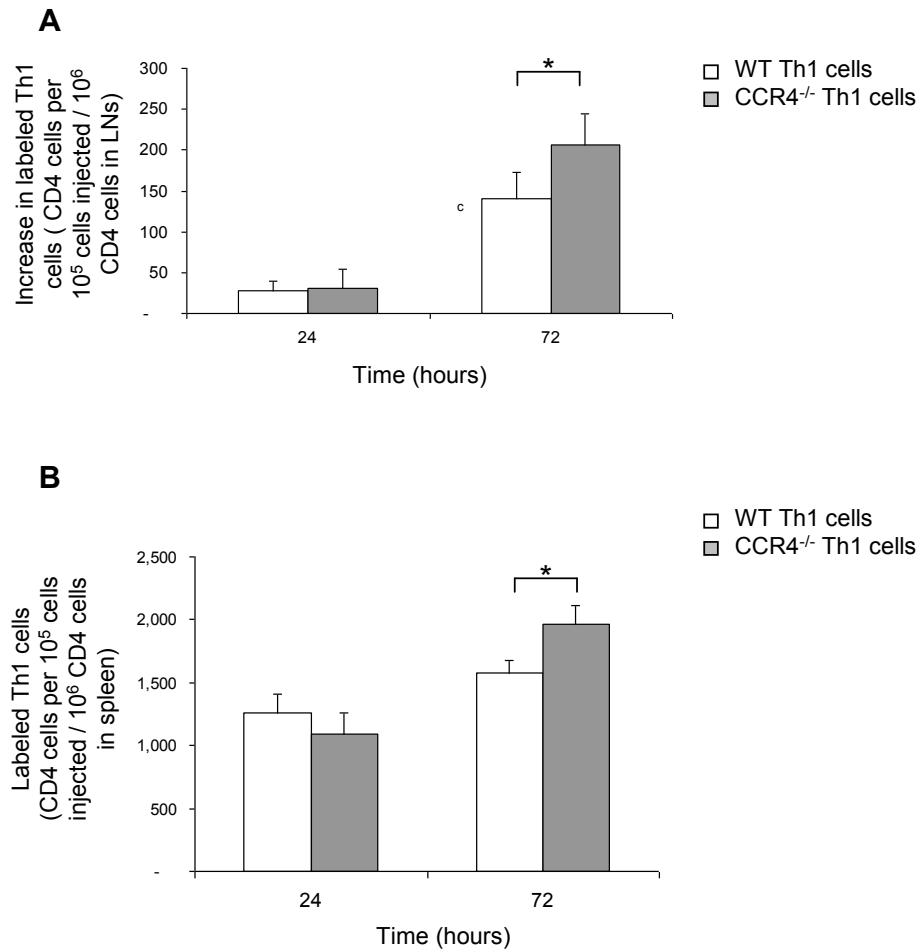 A
Increase in labeled Th1
cells ( CD4 cells per
10⁵ cells injected / 10⁶
CD4 cells in LNs)
300
250
200
150
100
50
-
c
*
24
72
Time (hours)
WT Th1 cells
CCR4⁻/⁻ Th1 cells
B
Labeled Th1 cells
(CD4 cells per 10⁵ cells
injected / 10⁶ CD4 cells
in spleen)
2,500
2,000
1,500
1,000
500
-
*
24
72
Time (hours)
WT Th1 cells
CCR4⁻/⁻ Th1 cells